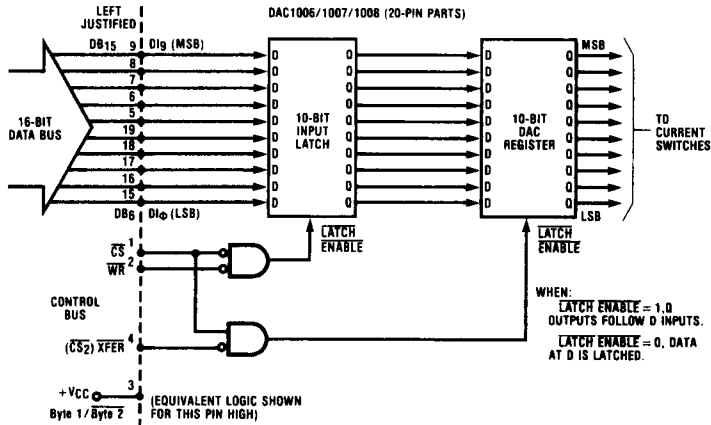 LEFT
JUSTIFIED
DAC1006/1007/1008 (20-PIN PARTS)
DB15 9 DI9 (MSB)
8
7
6
5
19
18
17
16
15
DB6 DIΦ (LSB)
16-BIT
DATA BUS
D Q
D Q
D Q
D Q
D Q
D Q
D Q
D Q
D Q
D Q
10-BIT
INPUT
LATCH
D Q
D Q
D Q
D Q
D Q
D Q
D Q
D Q
D Q
D Q
10-BIT
DAC
REGISTER
MSB
LSB
TO
CURRENT
SWITCHES
LATCH
ENABLE
LATCH
ENABLE
CS 1
WR 2
CONTROL
BUS
(CS2) XFER 4
WHEN:
LATCH ENABLE = 1, Q
OUTPUTS FOLLOW D INPUTS.
LATCH ENABLE = 0, DATA
AT D IS LATCHED.
+VCC 3
Byte 1/Byte 2
(EQUIVALENT LOGIC SHOWN
FOR THIS PIN HIGH)